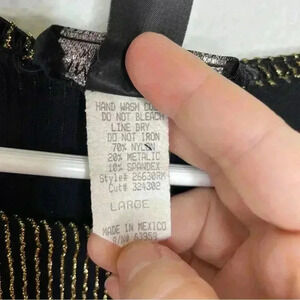 HAND WASH COLD
DO NOT BLEACH
LINE DRY
DO NOT IRON
70% NYLON
20% METALIC
10% SPANDEX
Style# 26630RM
Cut# 324302
LARGE
MADE IN MEXICO
R/N# 63959